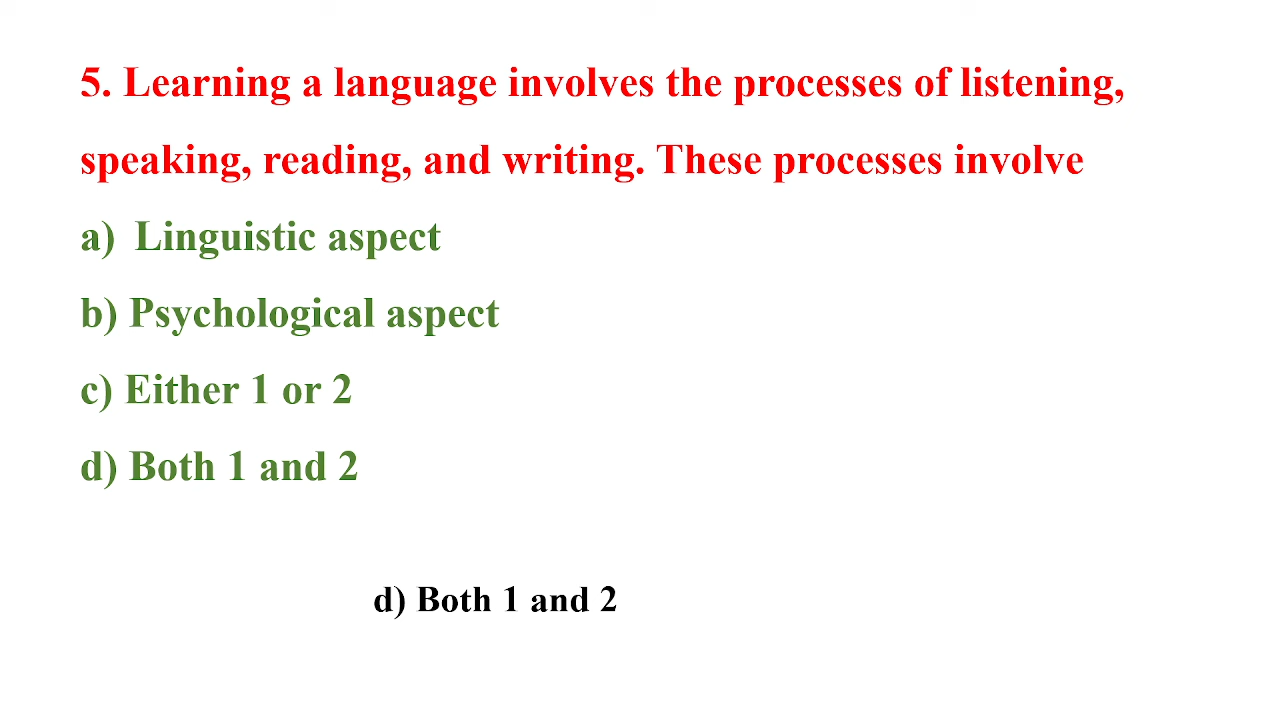 5. Learning a language involves the processes of listening,
speaking, reading, and writing. These processes involve
a) Linguistic aspect
b) Psychological aspect
c) Either 1 or 2
d) Both 1 and 2
d) Both 1 and 2